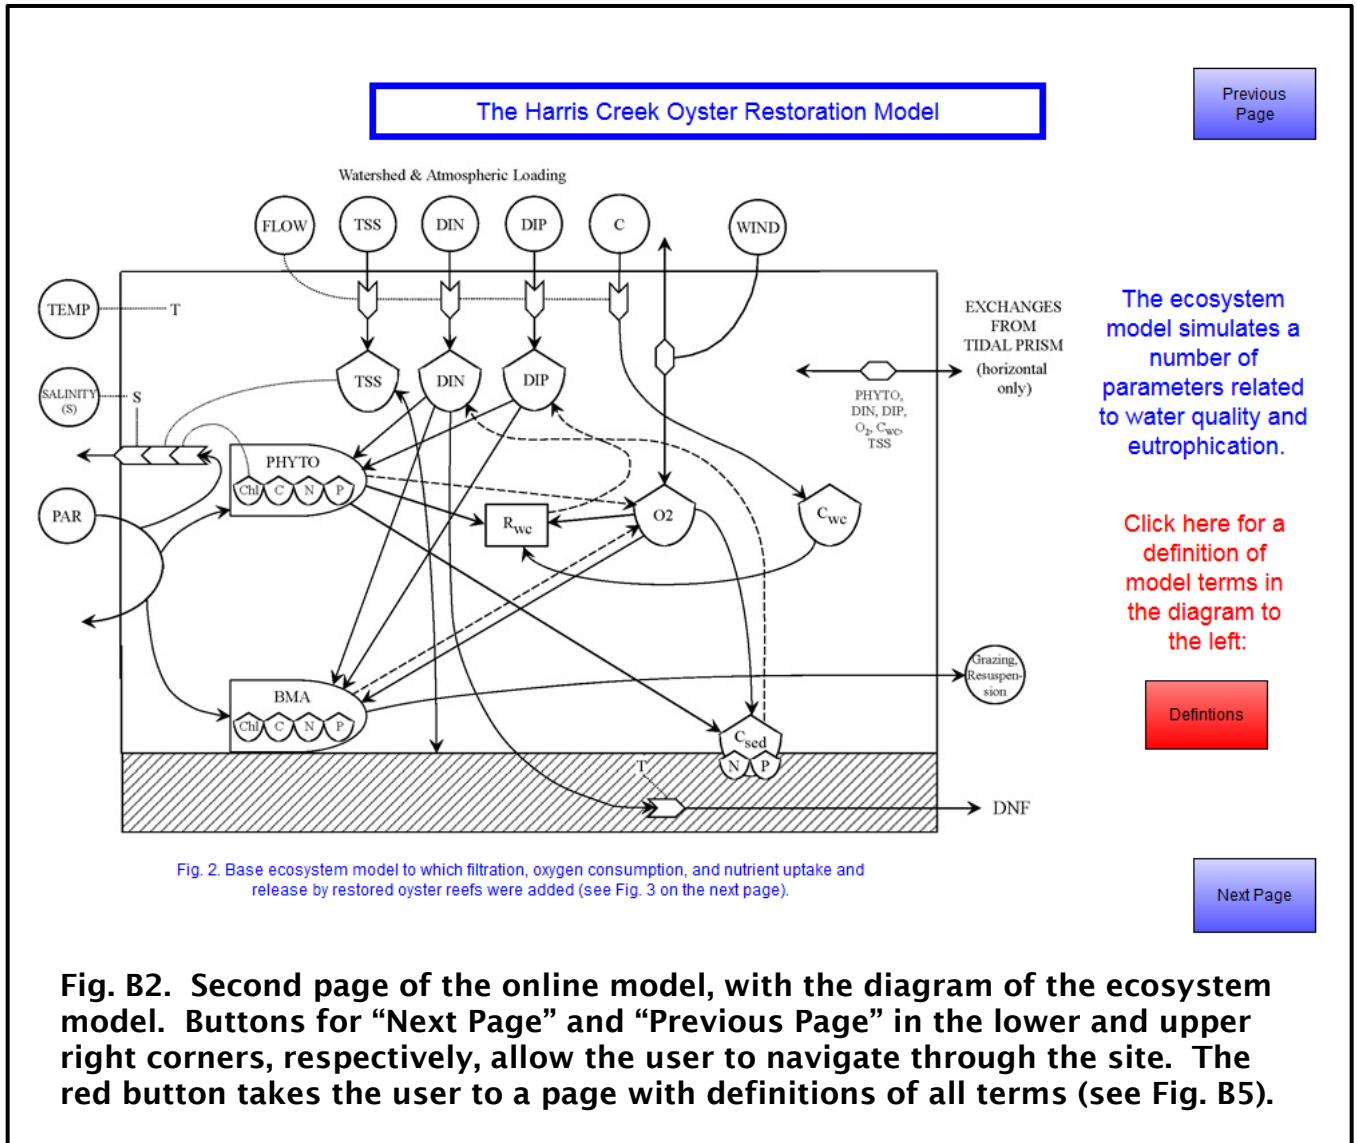 The Harris Creek Oyster Restoration Model
Previous
Page
Watershed & Atmospheric Loading
FLOW
TSS
DIN
DIP
C
WIND
TEMP
T
EXCHANGES
FROM
TIDAL PRISM
(horizontal
only)
PHYTO,
DIN, DIP,
O2, Cwc,
TSS
The ecosystem
model simulates a
number of
parameters related
to water quality and
eutrophication.
SALINITY
(S)
S
TSS
DIN
DIP
PHYTO
Chl C N P
PAR
Rwc
O2
Cwc
Click here for a
definition of
model terms in
the diagram to
the left:
Defintions
Grazing,
Resuspen-
sion
BMA
Chl C N P
Csed
N P
T
DNF
Fig. 2. Base ecosystem model to which filtration, oxygen consumption, and nutrient uptake and
release by restored oyster reefs were added (see Fig. 3 on the next page).
Next Page
Fig. B2.  Second page of the online model, with the diagram of the ecosystem
model.  Buttons for “Next Page” and “Previous Page” in the lower and upper
right corners, respectively, allow the user to navigate through the site.  The
red button takes the user to a page with definitions of all terms (see Fig. B5).